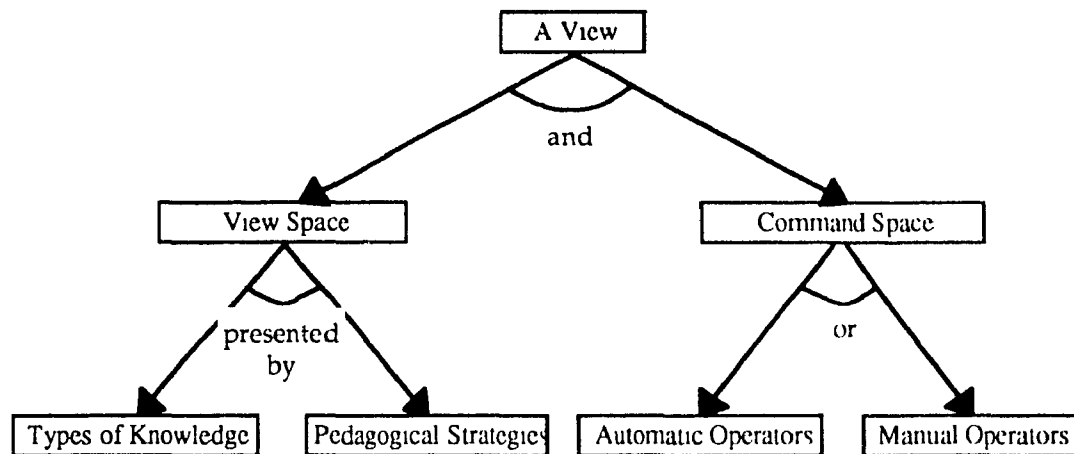 A View
and
View Space
Command Space
presented
by
or
Types of Knowledge
Pedagogical Strategies
Automatic Operators
Manual Operators